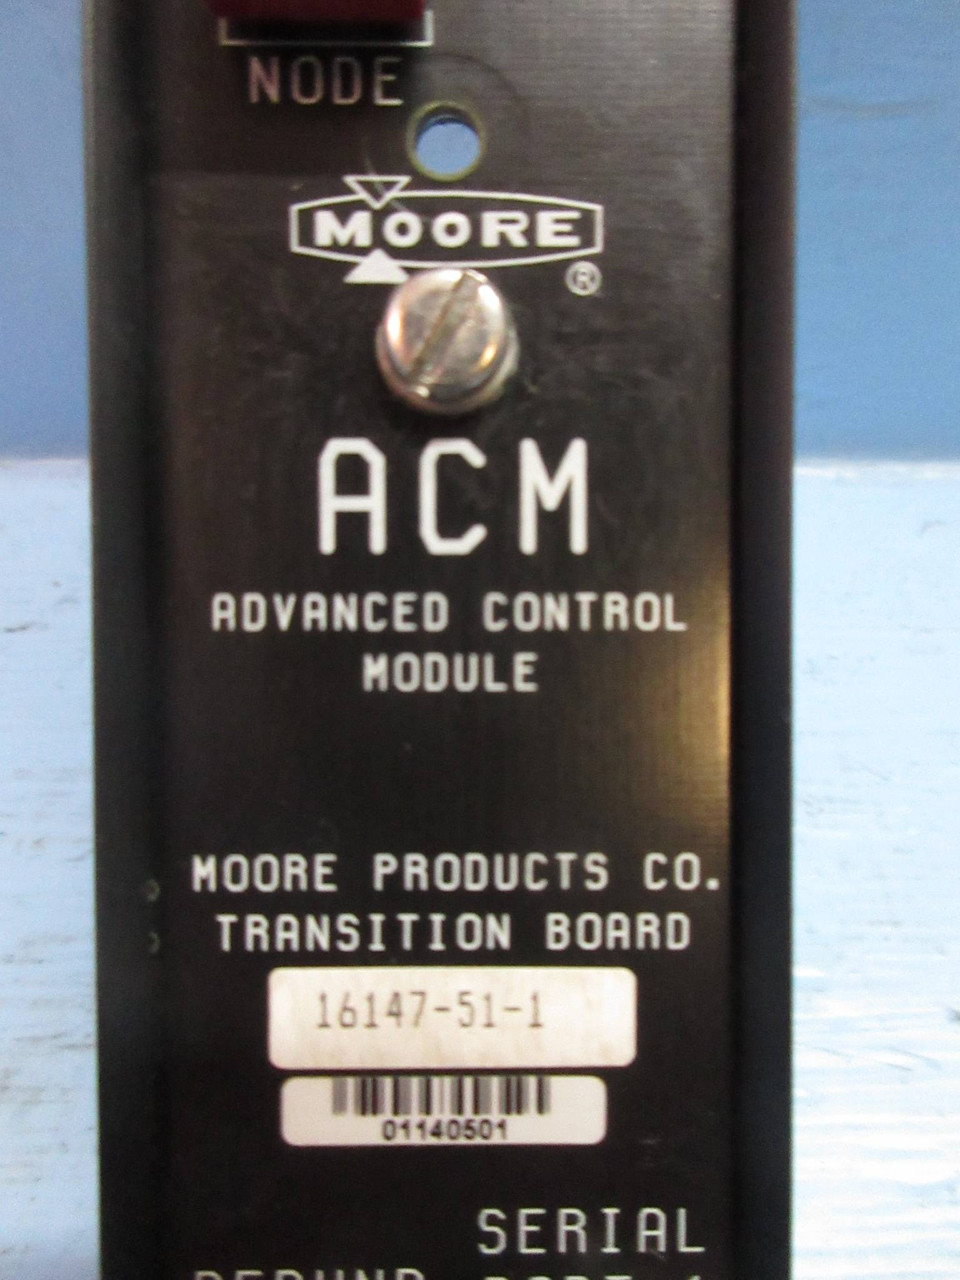 NODE
MOORE
®
ACM
ADVANCED CONTROL
MODULE
MOORE PRODUCTS CO.
TRANSITION BOARD
16147-51-1
01140501
SERIAL